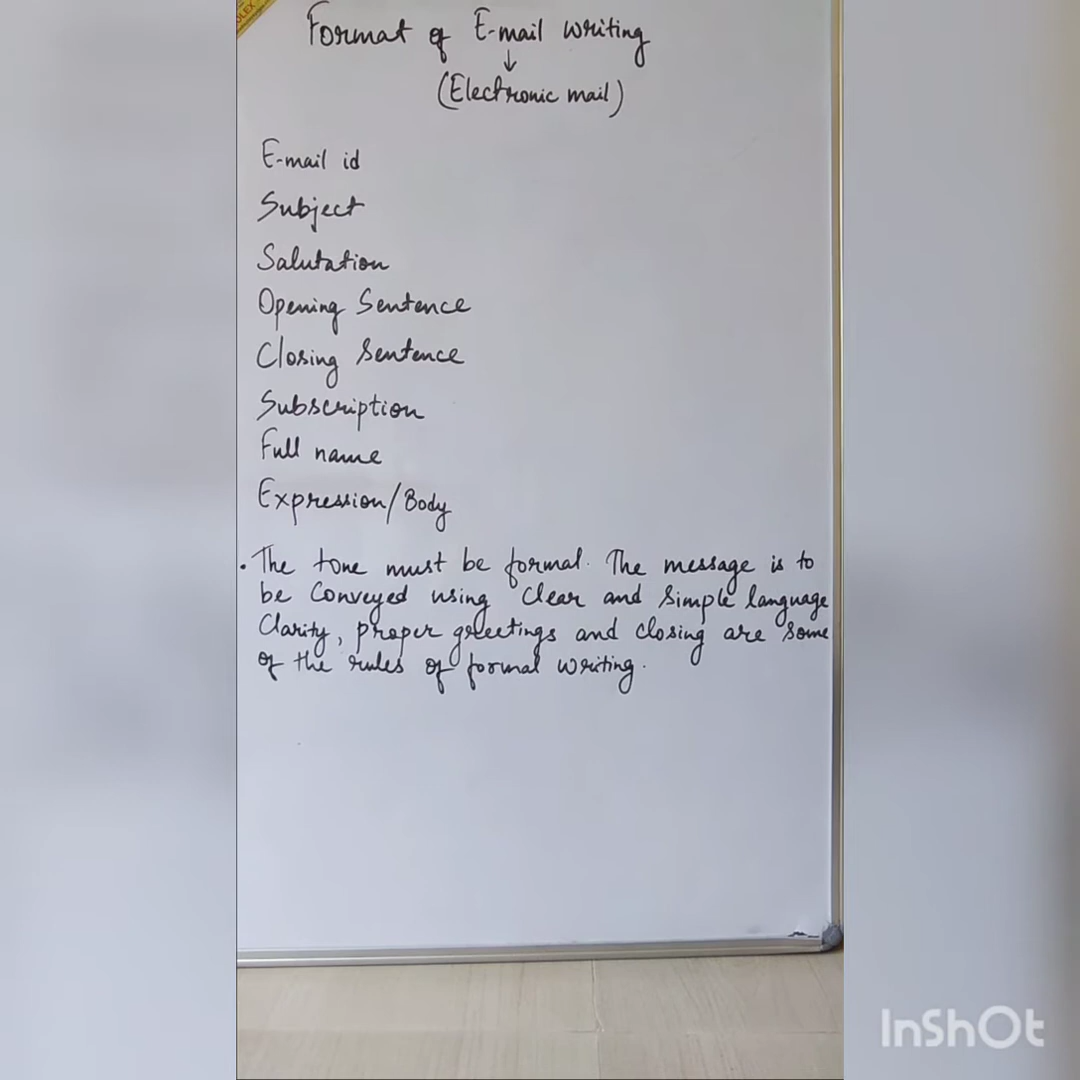 Format of E-mail writing
↓
(Electronic mail)
E-mail id
Subject
Salutation
Opening Sentence
Closing Sentence
Subscription
Full name
Expression/Body
• The tone must be formal. The message is to
be Conveyed using clear and simple language
Clarity, proper greetings and closing are some
of the rules of formal writing.
InShOt